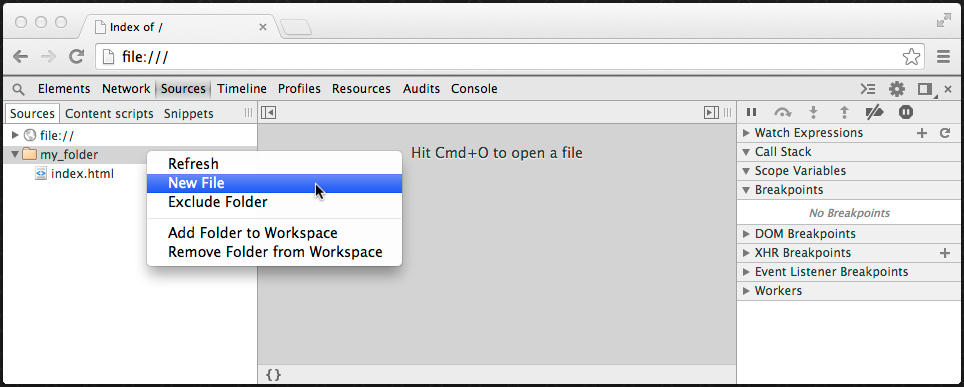 Index of /
file:///
Elements Network Sources Timeline Profiles Resources Audits Console
Sources Content scripts Snippets
file://
my_folder
index.html
Refresh
New File
Exclude Folder
Add Folder to Workspace
Remove Folder from Workspace
Hit Cmd+O to open a file
{}
Watch Expressions
Call Stack
Scope Variables
Breakpoints
No Breakpoints
DOM Breakpoints
XHR Breakpoints
Event Listener Breakpoints
Workers